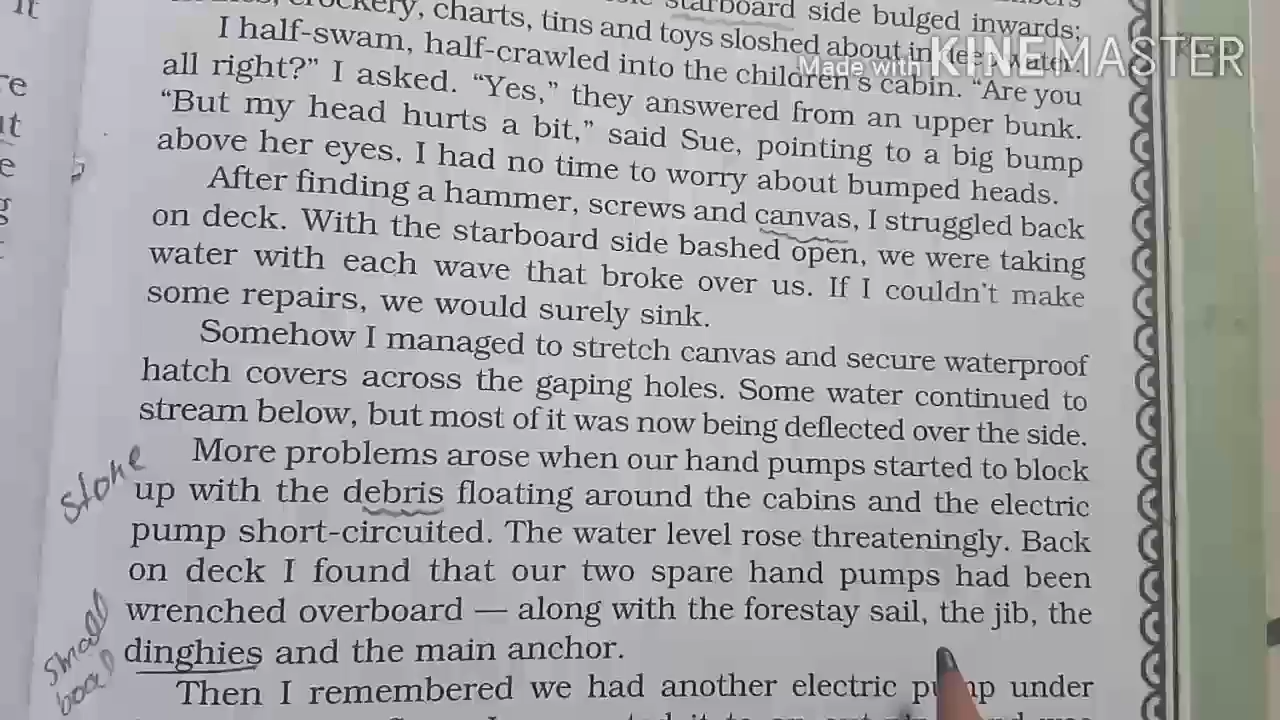 It
re
ut
e
g
starboard side bulged inwards;
crockery, charts, tins and toys sloshed about in deep water.
Made with KINEMASTER
I half-swam, half-crawled into the children's cabin. “Are you
all right?” I asked. “Yes,” they answered from an upper bunk.
“But my head hurts a bit,” said Sue, pointing to a big bump
above her eyes. I had no time to worry about bumped heads.
After finding a hammer, screws and canvas, I struggled back
on deck. With the starboard side bashed open, we were taking
water with each wave that broke over us. If I couldn't make
some repairs, we would surely sink.
Somehow I managed to stretch canvas and secure waterproof
hatch covers across the gaping holes. Some water continued to
stream below, but most of it was now being deflected over the side.
More problems arose when our hand pumps started to block
stone
up with the debris floating around the cabins and the electric
pump short-circuited. The water level rose threateningly. Back
on deck I found that our two spare hand pumps had been
wrenched overboard — along with the forestay sail, the jib, the
small
boat
dinghies and the main anchor.
Then I remembered we had another electric pump under